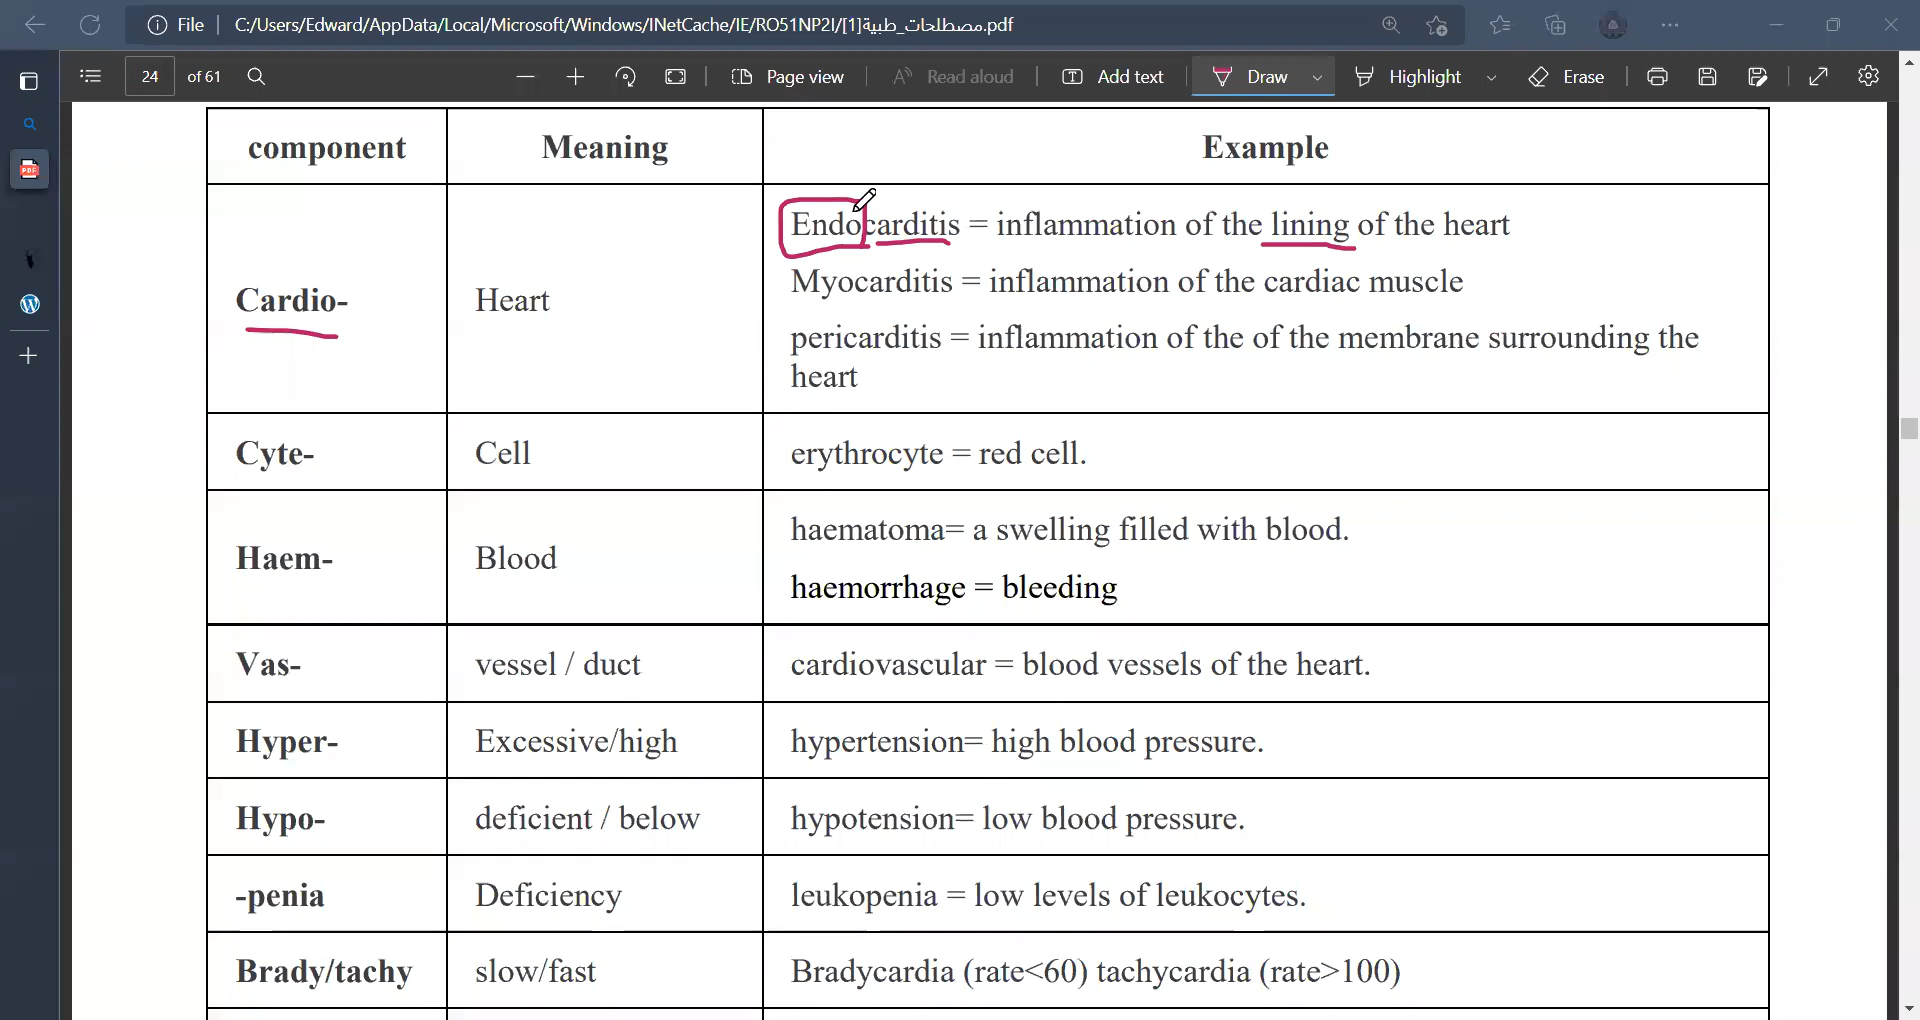 File C:/Users/Edward/AppData/Local/Microsoft/Windows/INetCache/IE/RO51NP2I/[1]مصطلحات_طبية.pdf
24 of 61 Page view Read aloud Add text Draw Highlight Erase
component Meaning Example
Cardio- Heart Endocarditis = inflammation of the lining of the heart
Myocarditis = inflammation of the cardiac muscle
pericarditis = inflammation of the of the membrane surrounding the
heart
Cyte- Cell erythrocyte = red cell.
Haem- Blood haematoma= a swelling filled with blood.
haemorrhage = bleeding
Vas- vessel / duct cardiovascular = blood vessels of the heart.
Hyper- Excessive/high hypertension= high blood pressure.
Hypo- deficient / below hypotension= low blood pressure.
-penia Deficiency leukopenia = low levels of leukocytes.
Brady/tachy slow/fast Bradycardia (rate<60) tachycardia (rate>100)